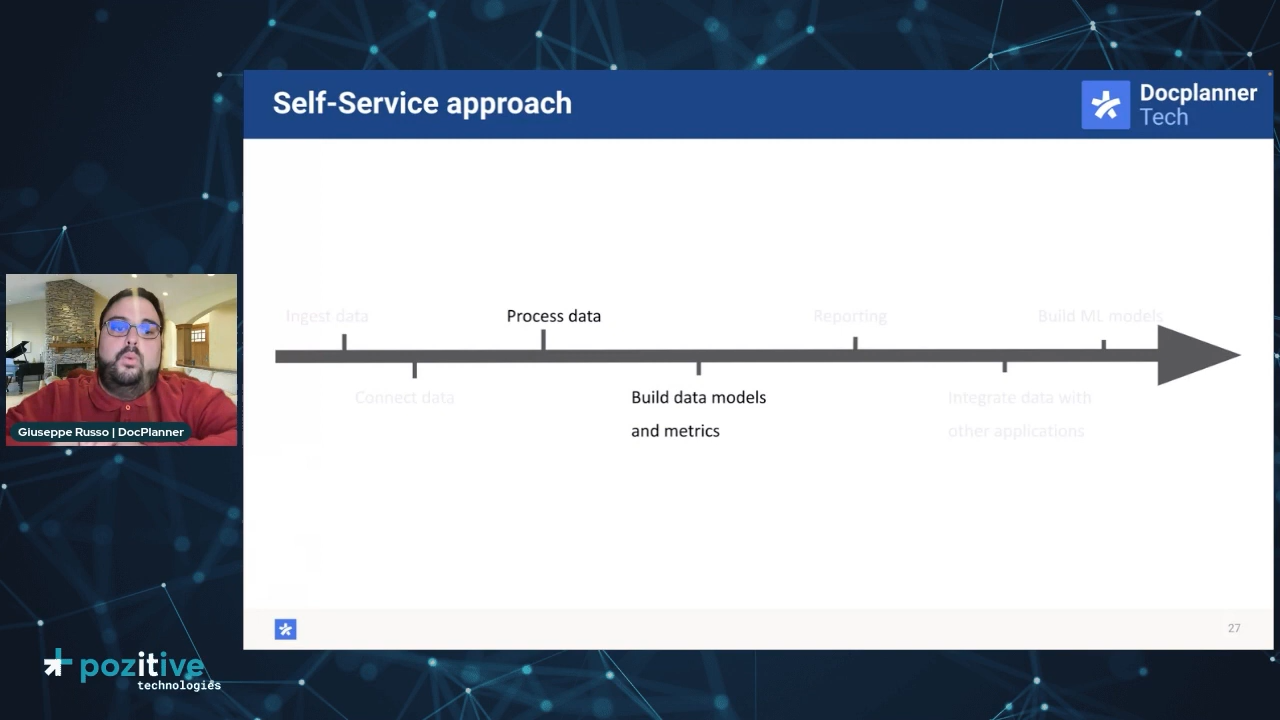 Self-Service approach
Docplanner
Tech
Ingest data
Process data
Reporting
Build ML models
Connect data
Build data models
and metrics
Integrate data with
other applications
Giuseppe Russo | DocPlanner
27
pozitive
technologies